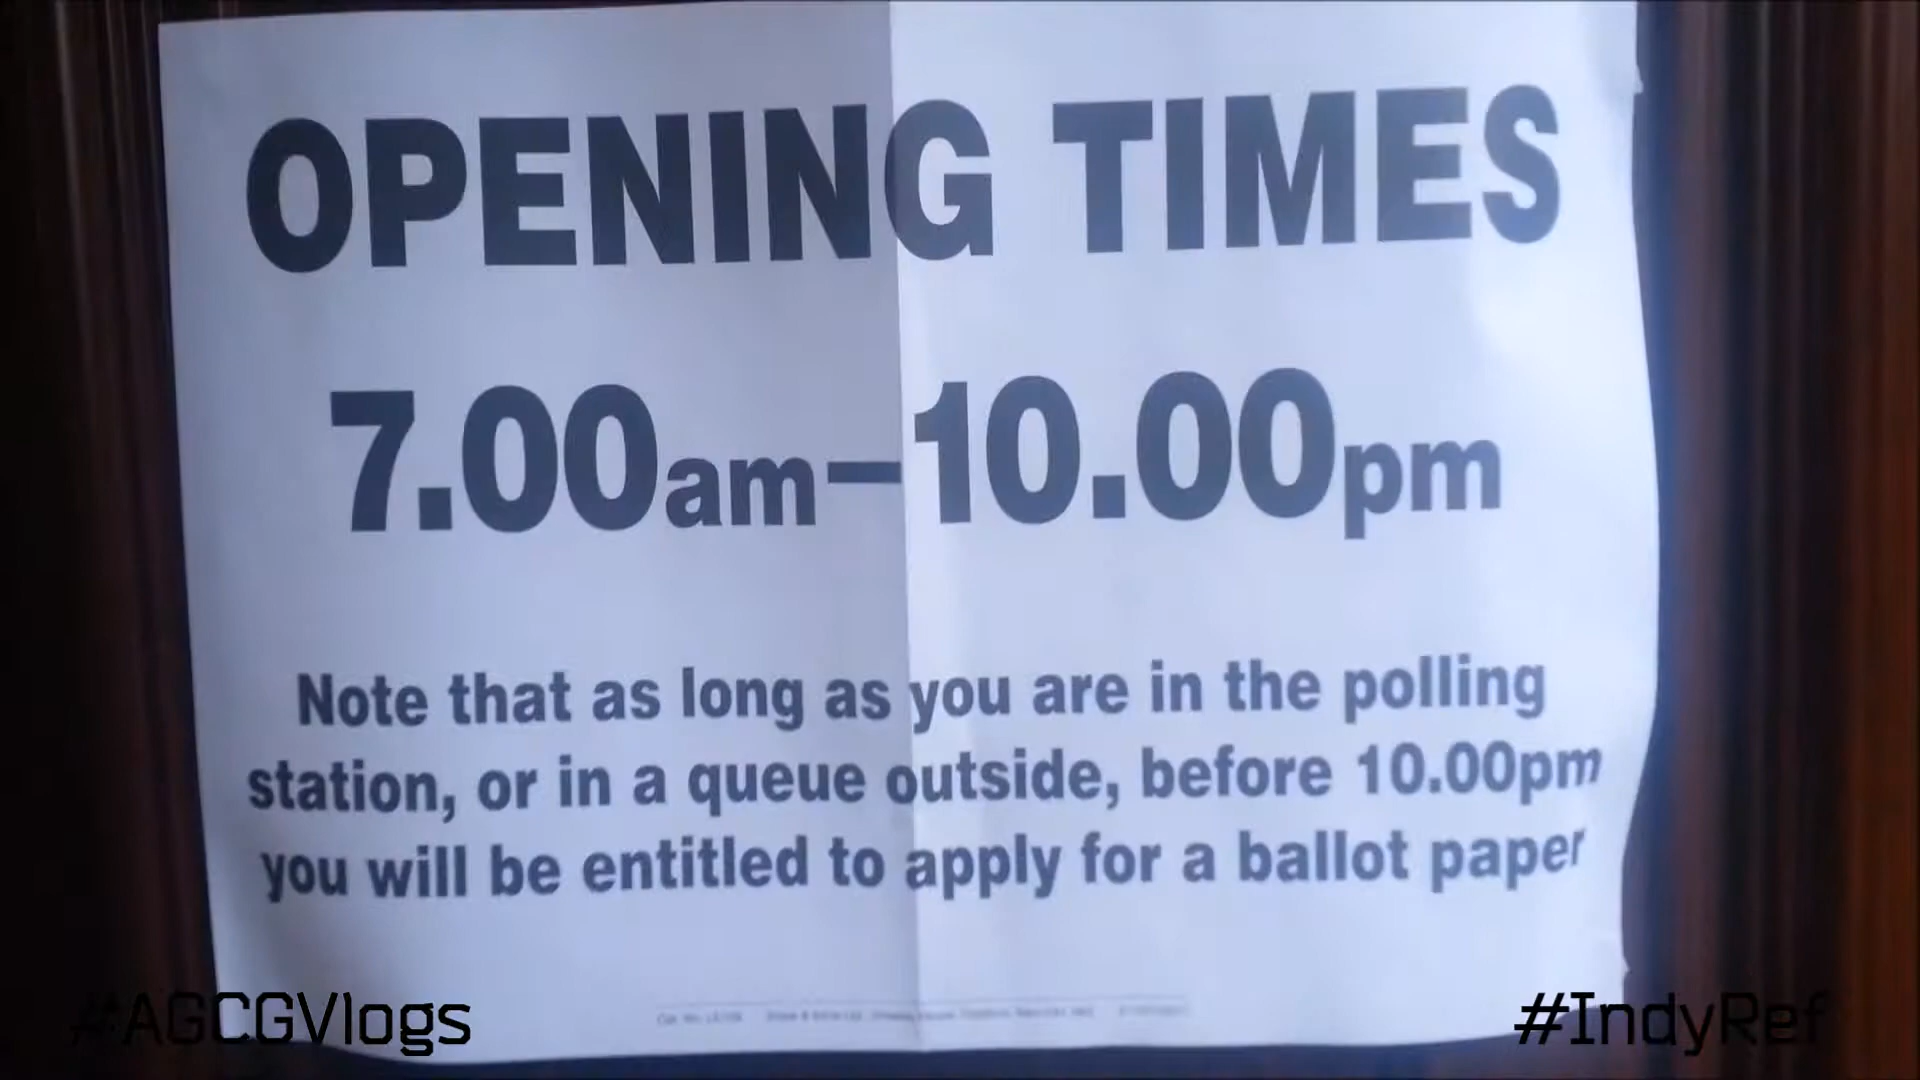 OPENING TIMES
7.00am–10.00pm
Note that as long as you are in the polling
station, or in a queue outside, before 10.00pm
you will be entitled to apply for a ballot paper
#AGCGVlogs
#IndyRef